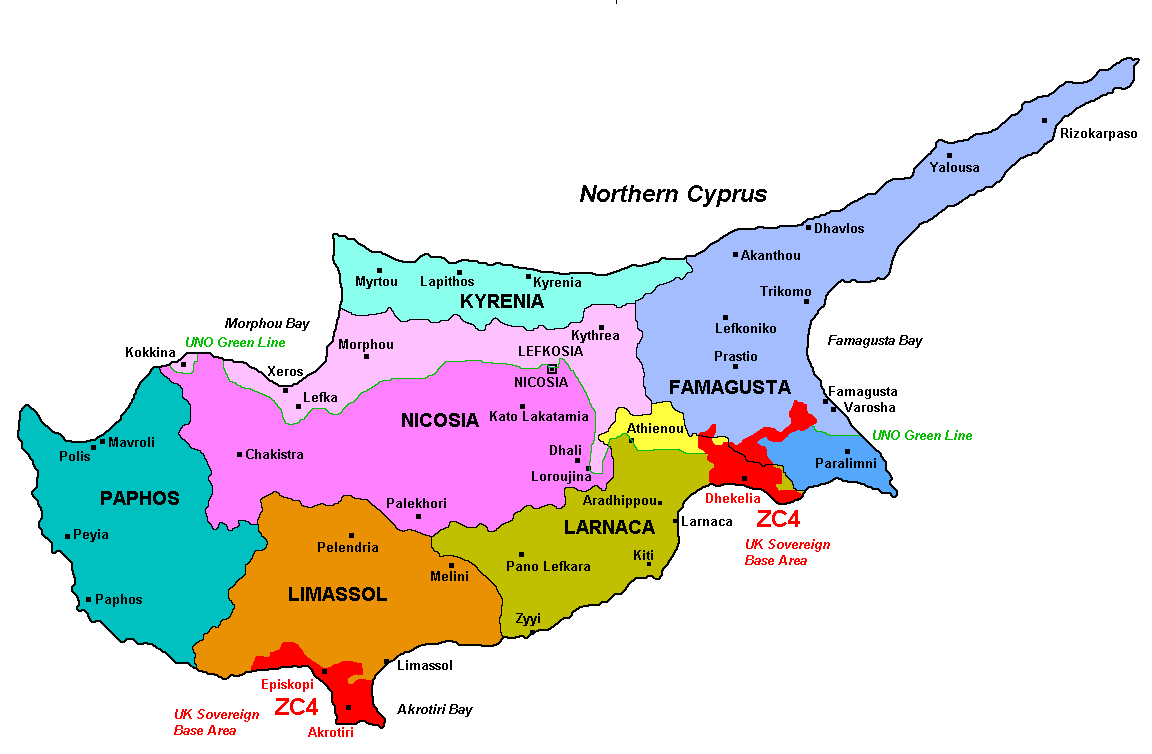 Rizokarpaso
Yalousa
Northern Cyprus
Dhavlos
Akanthou
Myrtou
Lapithos
Kyrenia
KYRENIA
Trikomo
Morphou Bay
Lefkoniko
UNO Green Line
Kythrea
Famagusta Bay
Kokkina
Morphou
LEFKOSIA
Prastio
Xeros
NICOSIA
FAMAGUSTA
Famagusta
Lefka
Varosha
NICOSIA
Kato Lakatamia
Athienou
UNO Green Line
Mavroli
Polis
Chakistra
Dhali
Paralimni
Loroujina
PAPHOS
Palekhori
Aradhippou
Dhekelia
ZC4
Larnaca
LARNACA
Peyia
Pelendria
UK Sovereign
Base Area
Kiti
Pano Lefkara
Melini
LIMASSOL
Paphos
Zyyi
Limassol
Episkopi
ZC4
Akrotiri Bay
UK Sovereign
Base Area
Akrotiri